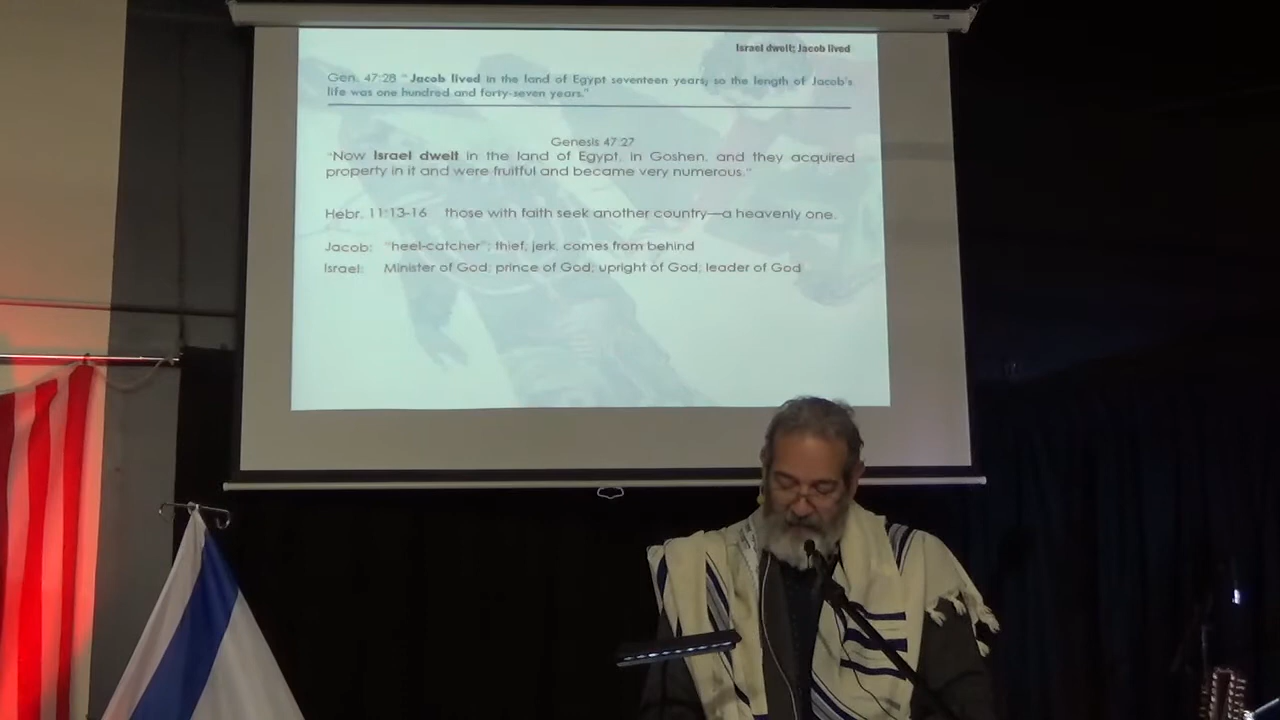 Israel dwelt; Jacob lived
Gen. 47:28 "Jacob lived in the land of Egypt seventeen years; so the length of Jacob's
life was one hundred and forty-seven years."
Genesis 47:27
"Now Israel dwelt in the land of Egypt, in Goshen, and they acquired
property in it and were fruitful and became very numerous."
Hebr. 11:13-16 those with faith seek another country—a heavenly one.
Jacob: "heel-catcher"; thief, jerk, comes from behind
Israel: Minister of God; prince of God; upright of God; leader of God